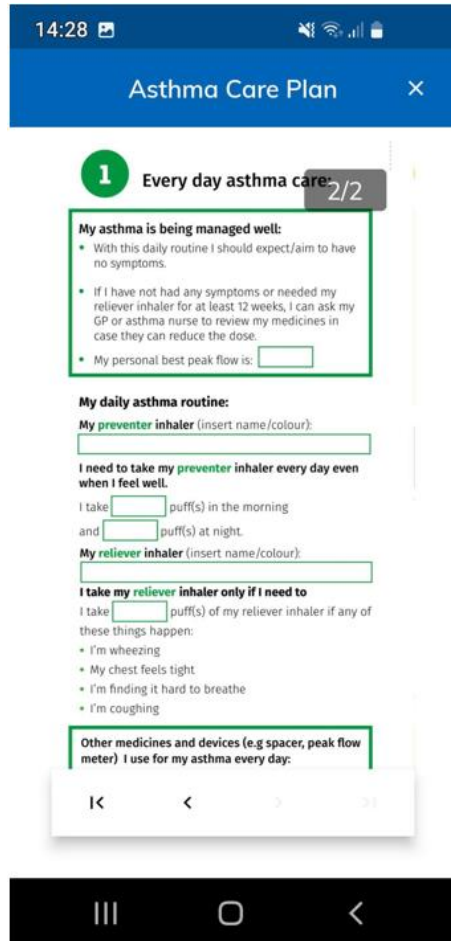 14:28
Asthma Care Plan
1 Every day asthma care:
2/2
My asthma is being managed well:
• With this daily routine I should expect/aim to have
no symptoms.
• If I have not had any symptoms or needed my
reliever inhaler for at least 12 weeks, I can ask my
GP or asthma nurse to review my medicines in
case they can reduce the dose.
• My personal best peak flow is:
My daily asthma routine:
My preventer inhaler (insert name/colour):
I need to take my preventer inhaler every day even
when I feel well.
I take puff(s) in the morning
and puff(s) at night.
My reliever inhaler (insert name/colour):
I take my reliever inhaler only if I need to
I take puff(s) of my reliever inhaler if any of
these things happen:
• I'm wheezing
• My chest feels tight
• I'm finding it hard to breathe
• I'm coughing
Other medicines and devices (e.g spacer, peak flow
meter) I use for my asthma every day: